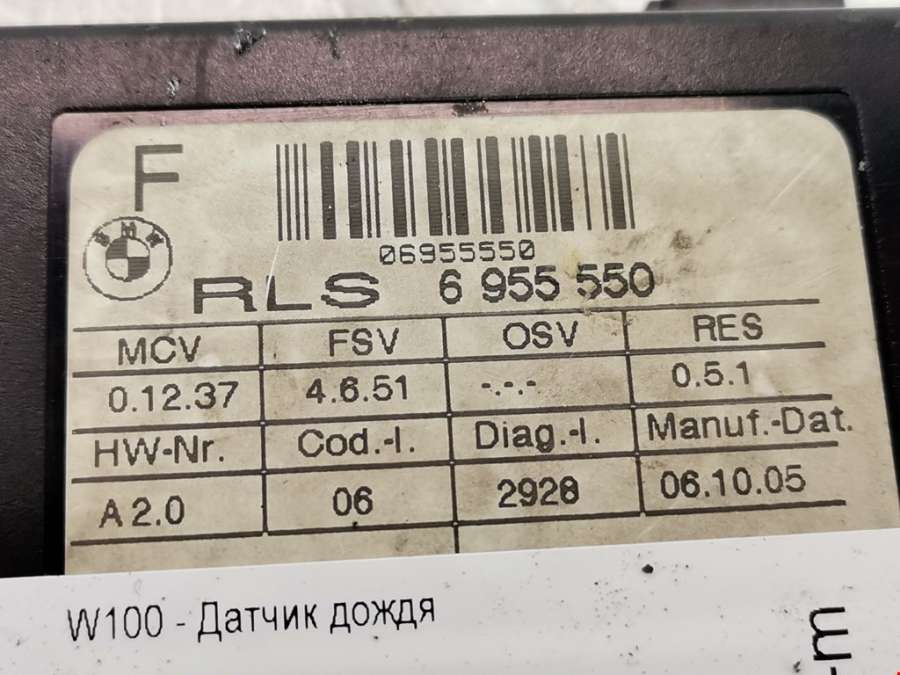 F
BMW
06955550
RLS 6 955 550
MCV FSV OSV RES
0.12.37 4.6.51 -.-.- 0.5.1
HW-Nr. Cod.-I. Diag.-I. Manuf.-Dat.
A 2.0 06 2928 06.10.05
W100 - Датчик дождя
-m